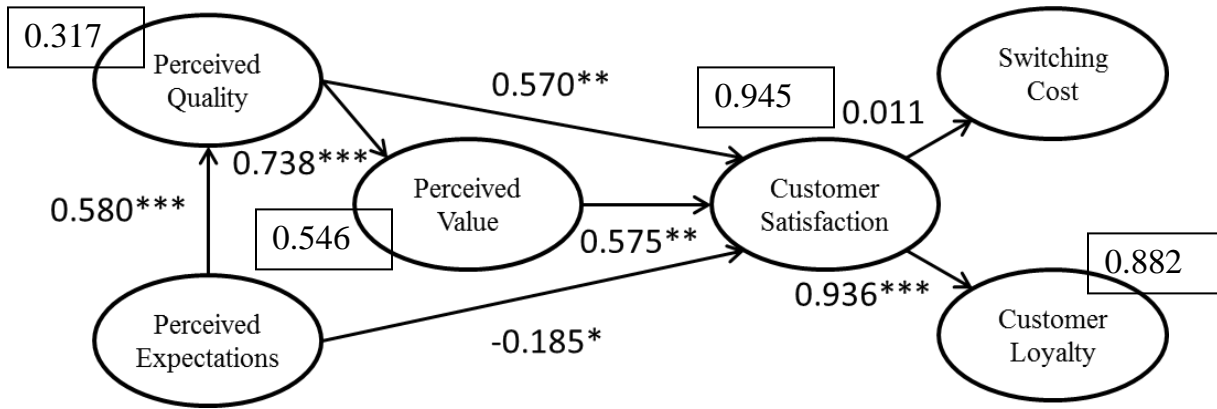 0.317
Perceived
Quality
0.570**
0.945
0.011
Switching
Cost
0.738***
0.580***
Perceived
Value
0.546
0.575**
Customer
Satisfaction
0.936***
0.882
Perceived
Expectations
-0.185*
Customer
Loyalty